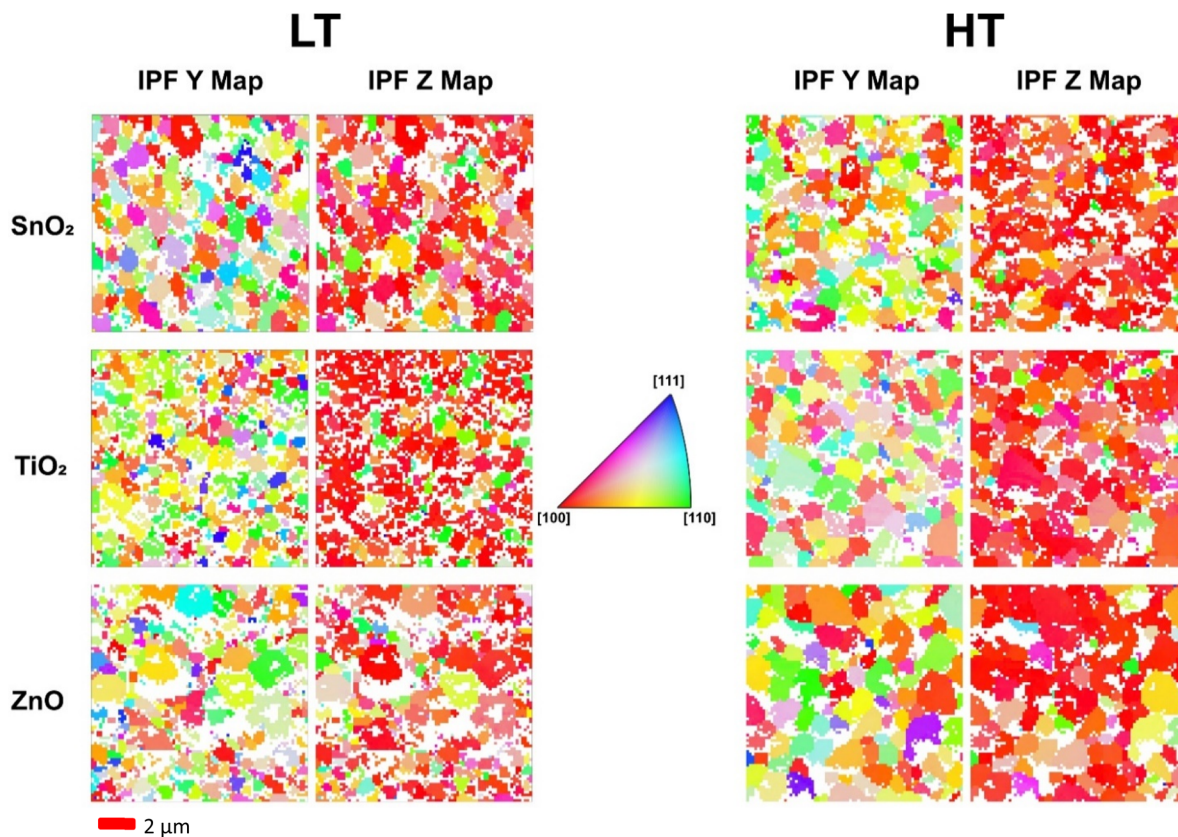 LT
HT
IPF Y Map
IPF Z Map
IPF Y Map
IPF Z Map
SnO₂
TiO₂
[111]
[100]
[110]
ZnO
2 μm